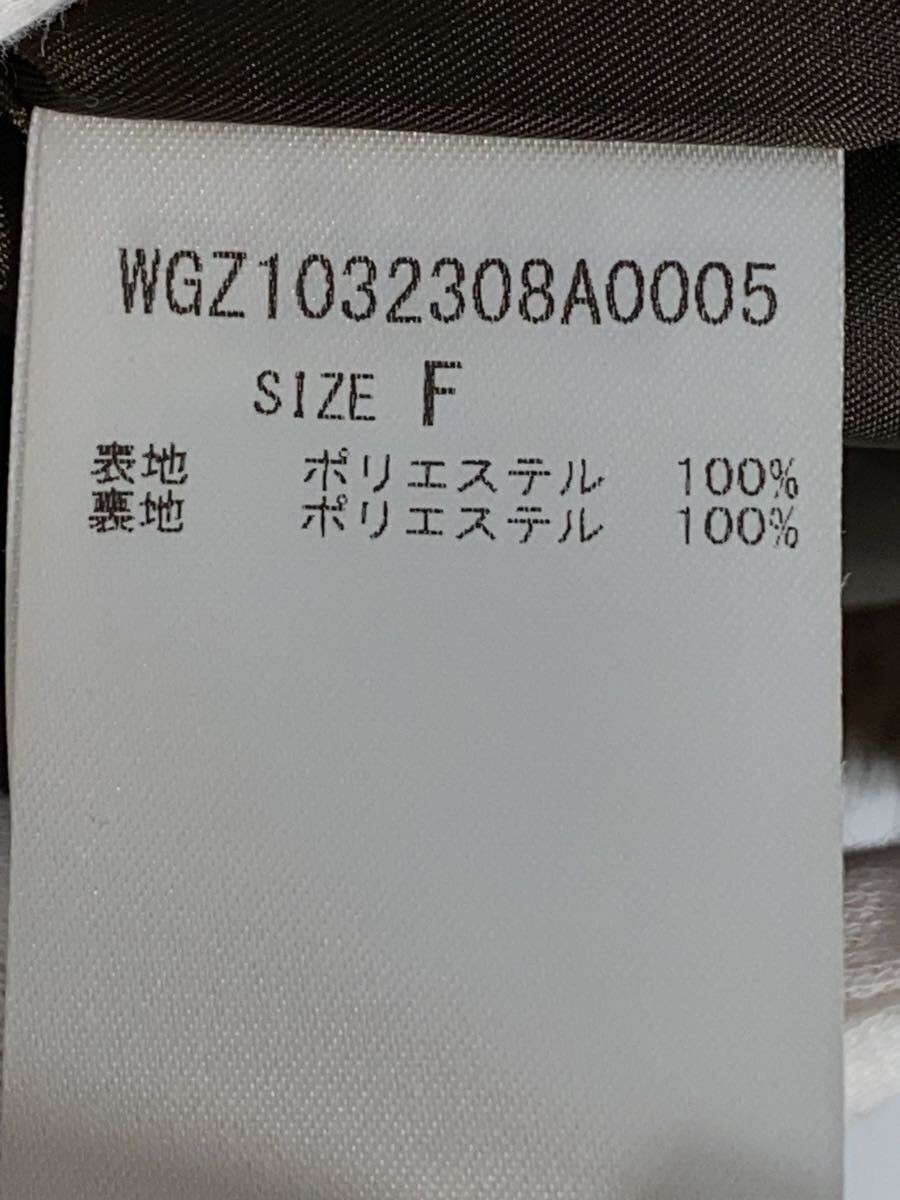 WGZ1032308A0005
SIZE F
表地 ポリエステル 100%
裏地 ポリエステル 100%